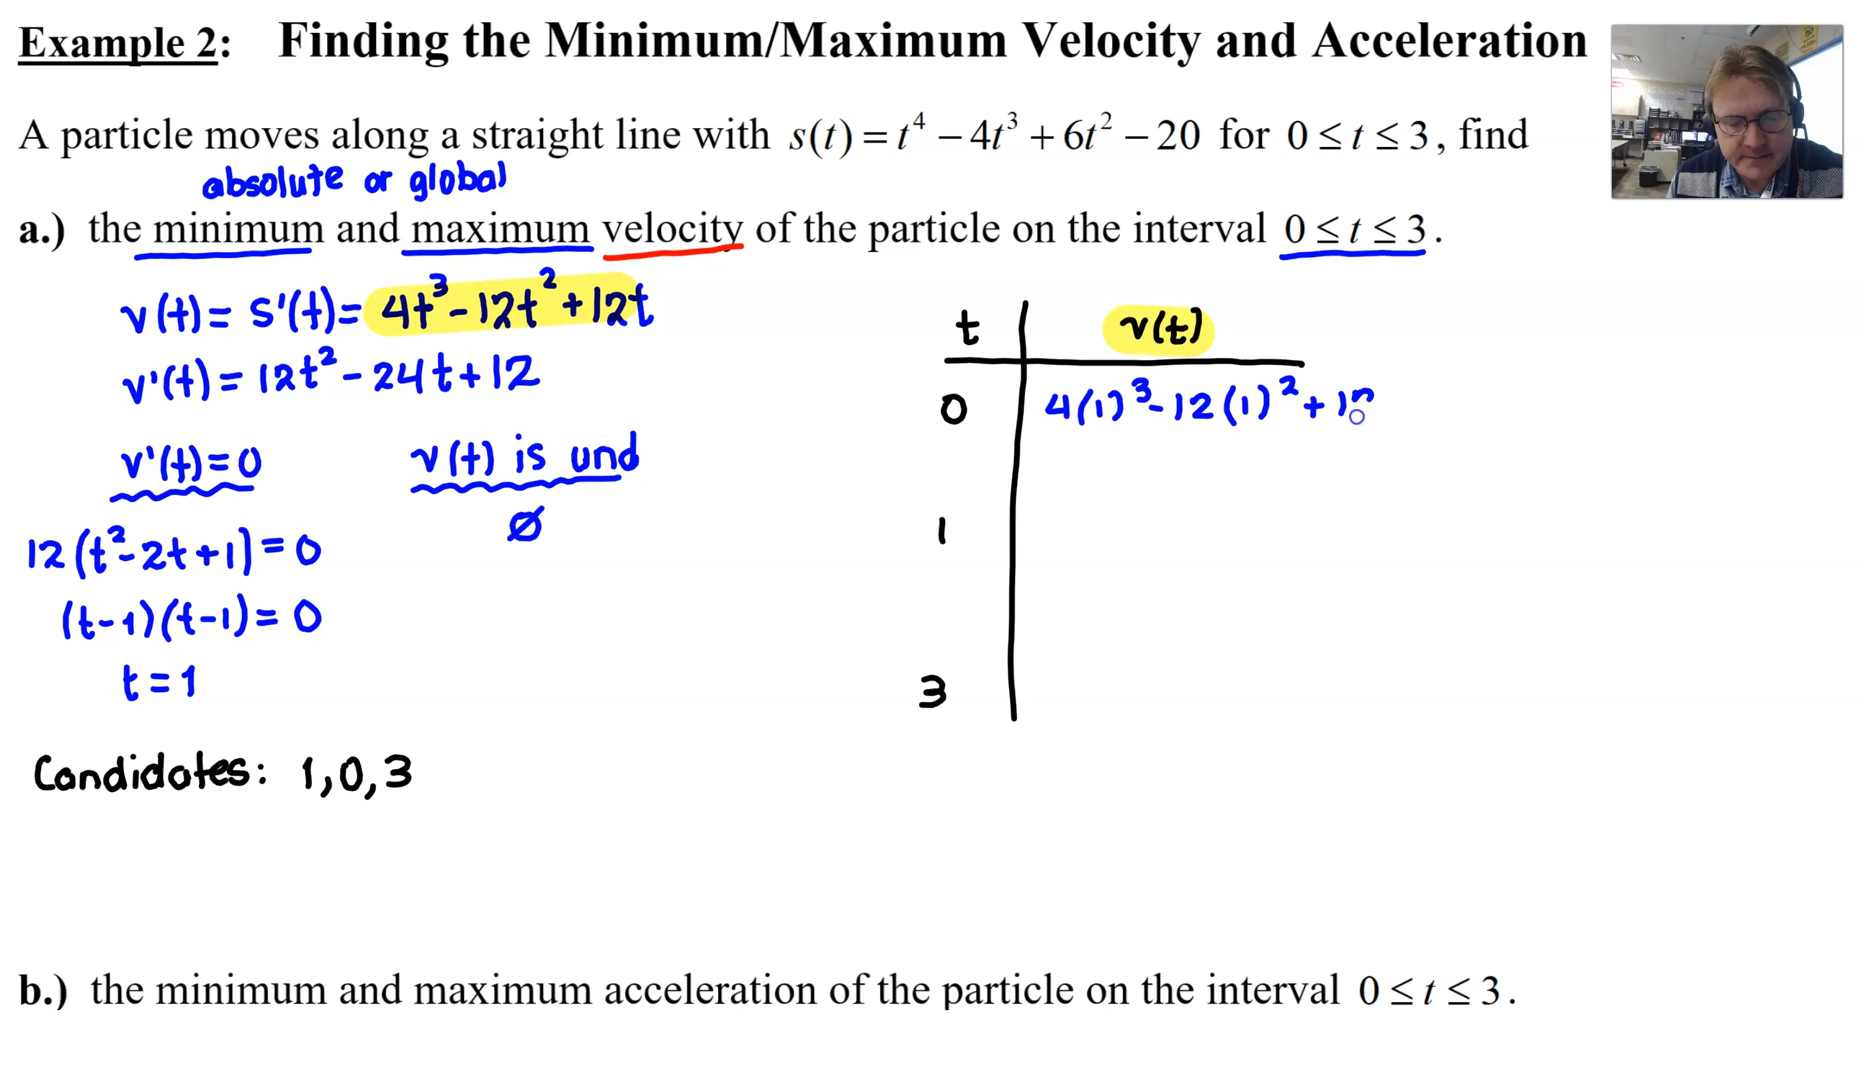 Example 2: Finding the Minimum/Maximum Velocity and Acceleration
A particle moves along a straight line with s(t) = t⁴ − 4t³ + 6t² − 20 for 0 ≤ t ≤ 3, find
absolute or global
a.) the minimum and maximum velocity of the particle on the interval 0 ≤ t ≤ 3.
v(t) = s'(t) = 4t³ - 12t² + 12t
v'(t) = 12t² - 24t + 12
v'(t) = 0
v(t) is und
12(t² - 2t + 1) = 0
Ø
(t-1)(t-1) = 0
t = 1
Candidates: 1, 0, 3
t v(t)
0 4(1)³ - 12(1)² + 1
1
3
b.) the minimum and maximum acceleration of the particle on the interval 0 ≤ t ≤ 3.